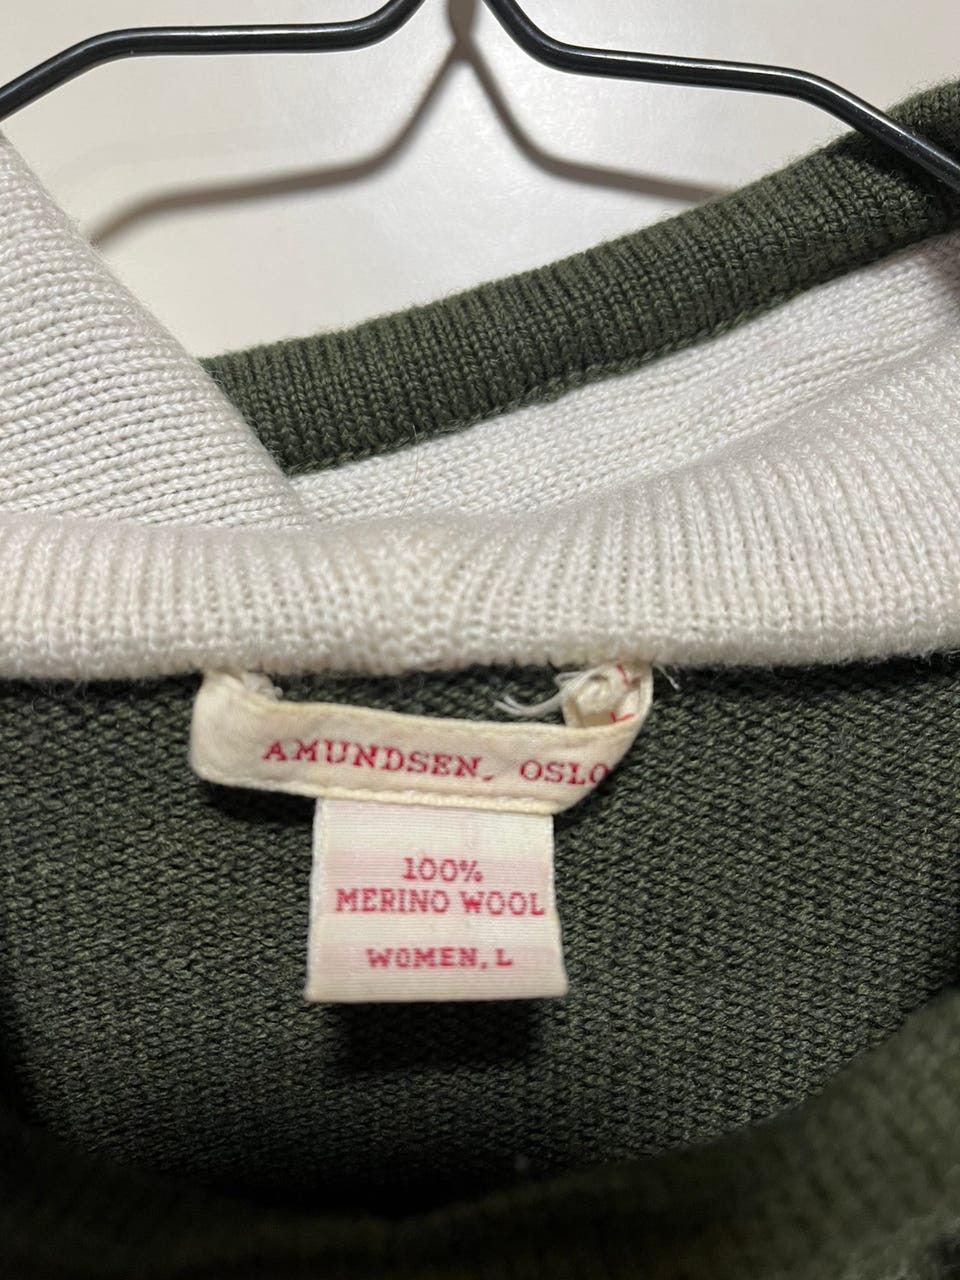 AMUNDSEN, OSLO
100%
MERINO WOOL
WOMEN, L